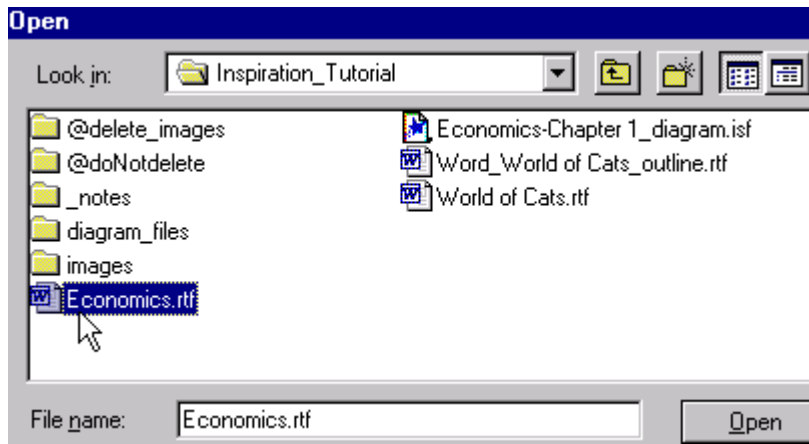 Open
Look in: Inspiration_Tutorial
@delete_images
@doNotdelete
_notes
diagram_files
images
Economics.rtf
Economics-Chapter 1_diagram.isf
Word_World of Cats_outline.rtf
World of Cats.rtf
File name: Economics.rtf Open